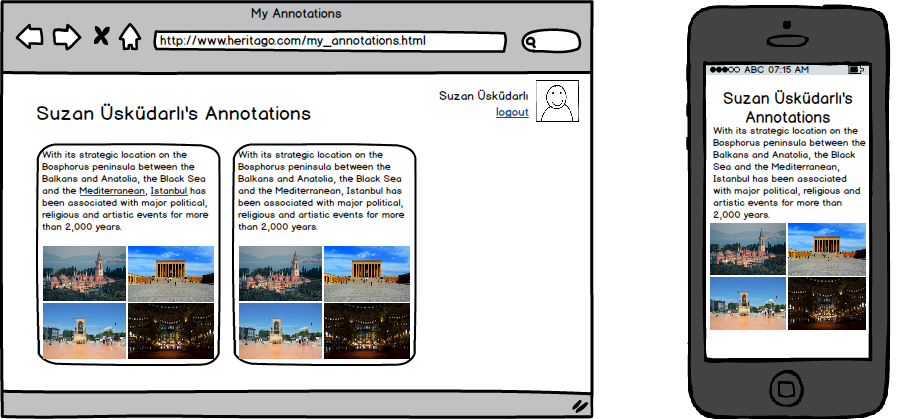 My Annotations
http://www.heritago.com/my_annotations.html
Suzan Üsküdarlı
logout
Suzan Üsküdarlı's Annotations
With its strategic location on the
Bosphorus peninsula between the
Balkans and Anatolia, the Black Sea
and the Mediterranean, Istanbul has
been associated with major political,
religious and artistic events for more
than 2,000 years.
With its strategic location on the
Bosphorus peninsula between the
Balkans and Anatolia, the Black Sea
and the Mediterranean, Istanbul has
been associated with major political,
religious and artistic events for more
than 2,000 years.
ABC 07:15 AM
Suzan Üsküdarlı's
Annotations
With its strategic location on the
Bosphorus peninsula between the
Balkans and Anatolia, the Black
Sea and the Mediterranean,
Istanbul has been associated
with major political, religious and
artistic events for more than
2,000 years.